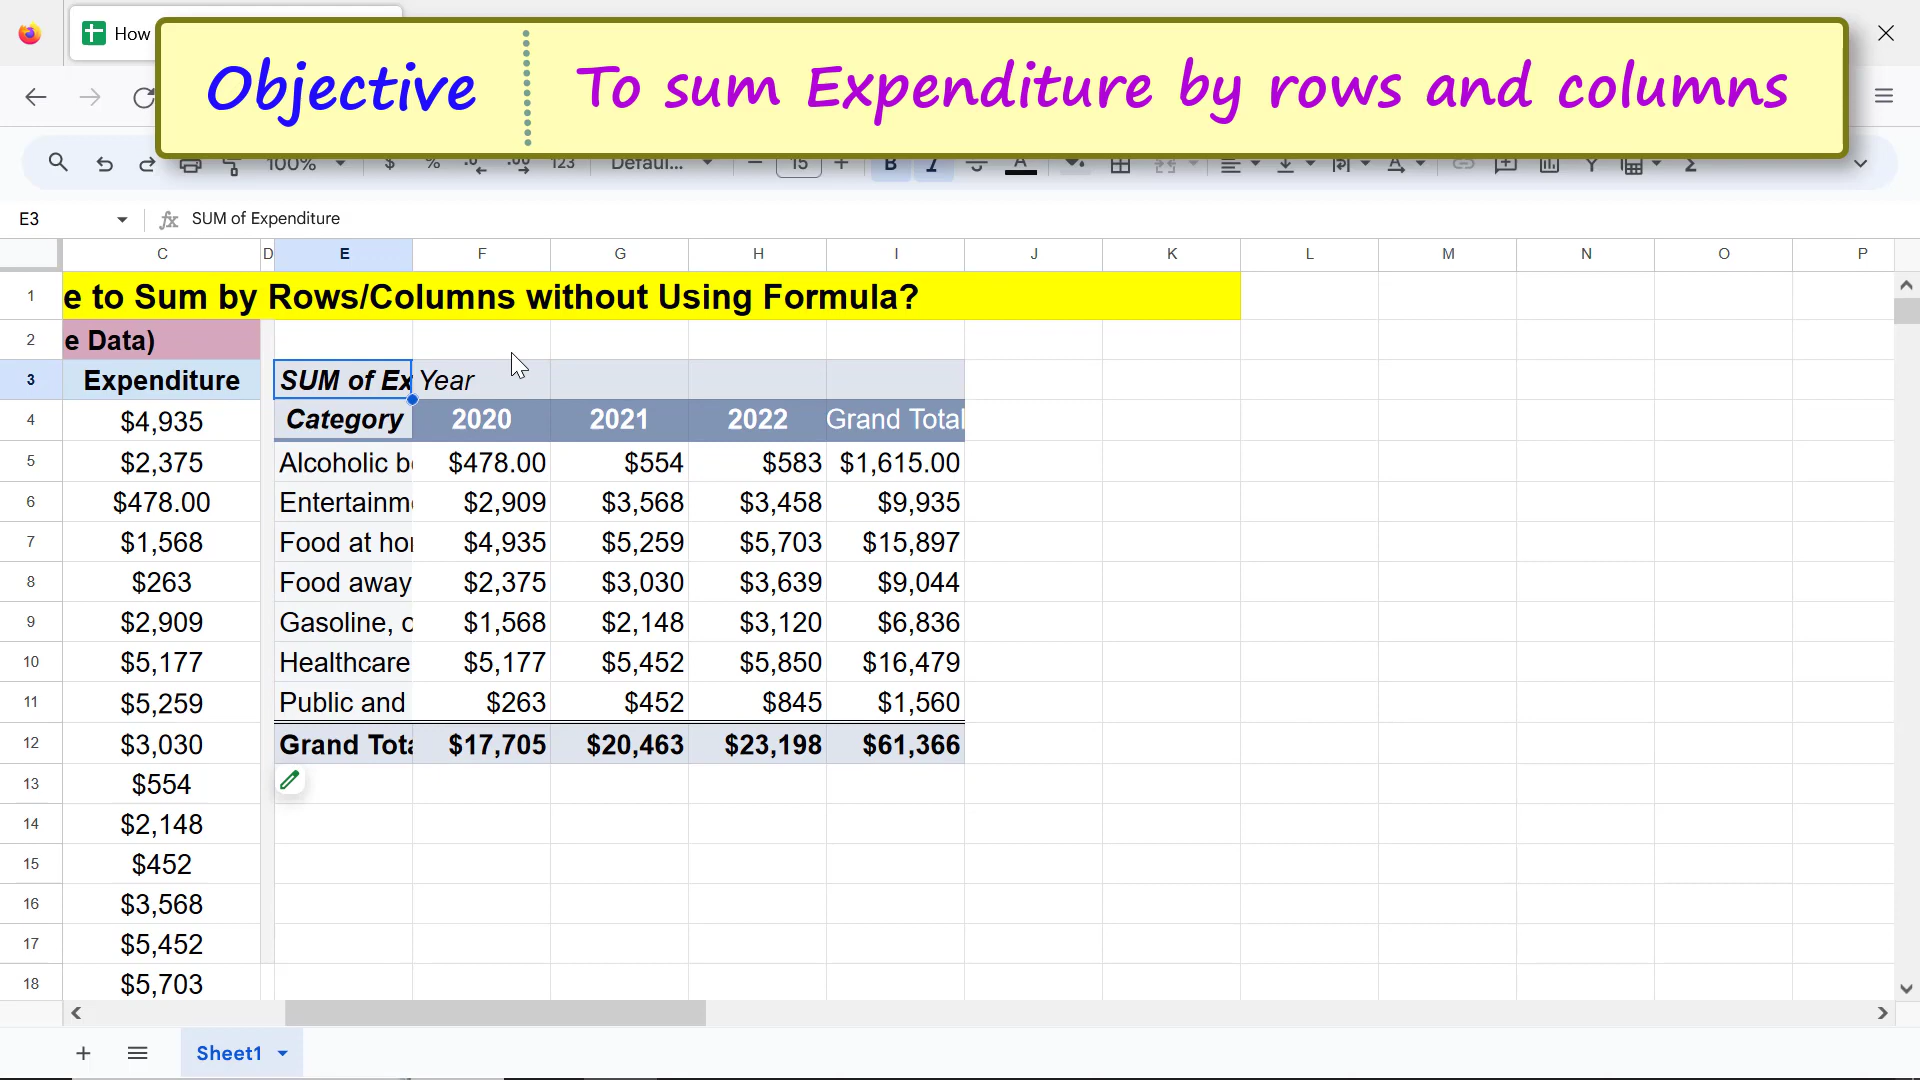 How
Objective To sum Expenditure by rows and columns
100% $ % .0 .00 123 Defaul... 15 B I A
E3 fx SUM of Expenditure
C D E F G H I J K L M N O P
1 e to Sum by Rows/Columns without Using Formula?
2 e Data)
3 Expenditure SUM of Ex Year
4 $4,935 Category 2020 2021 2022 Grand Total
5 $2,375 Alcoholic be $478.00 $554 $583 $1,615.00
6 $478.00 Entertainme $2,909 $3,568 $3,458 $9,935
7 $1,568 Food at hor $4,935 $5,259 $5,703 $15,897
8 $263 Food away $2,375 $3,030 $3,639 $9,044
9 $2,909 Gasoline, o $1,568 $2,148 $3,120 $6,836
10 $5,177 Healthcare $5,177 $5,452 $5,850 $16,479
11 $5,259 Public and $263 $452 $845 $1,560
12 $3,030 Grand Tota $17,705 $20,463 $23,198 $61,366
13 $554
14 $2,148
15 $452
16 $3,568
17 $5,452
18 $5,703
Sheet1